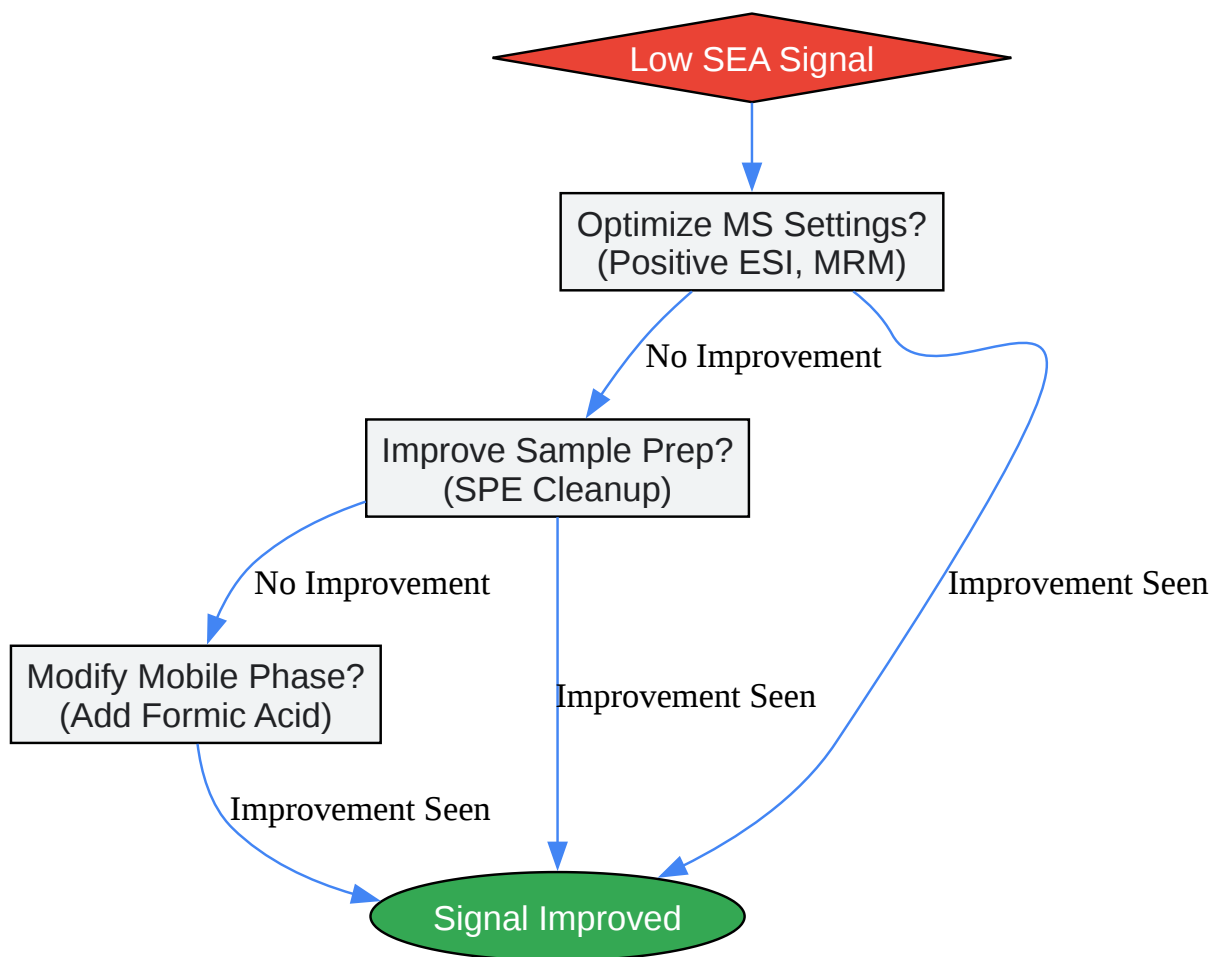 Low SEA Signal
Optimize MS Settings?
(Positive ESI, MRM)
No Improvement
Improve Sample Prep?
(SPE Cleanup)
No Improvement
Improvement Seen
Modify Mobile Phase?
(Add Formic Acid)
Improvement Seen
Improvement Seen
Signal Improved